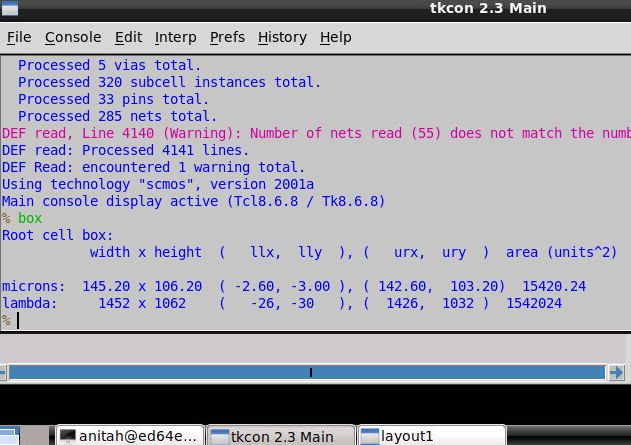 tkcon 2.3 Main
File Console Edit Interp Prefs History Help
Processed 5 vias total.
Processed 320 subcell instances total.
Processed 33 pins total.
Processed 285 nets total.
DEF read, Line 4140 (Warning): Number of nets read (55) does not match the
DEF read: Processed 4141 lines.
DEF Read: encountered 1 warning total.
Using technology "scmos", version 2001a
Main console display active (Tcl8.6.8 / Tk8.6.8)
% box
Root cell box:
width x height ( llx, lly ), ( urx, ury ) area (units^2)
microns: 145.20 x 106.20 ( -2.60, -3.00 ), ( 142.60, 103.20) 15420.24
lambda: 1452 x 1062 ( -26, -30 ), ( 1426, 1032 ) 1542024
%
anitah@ed64e... tkcon 2.3 Main layout1